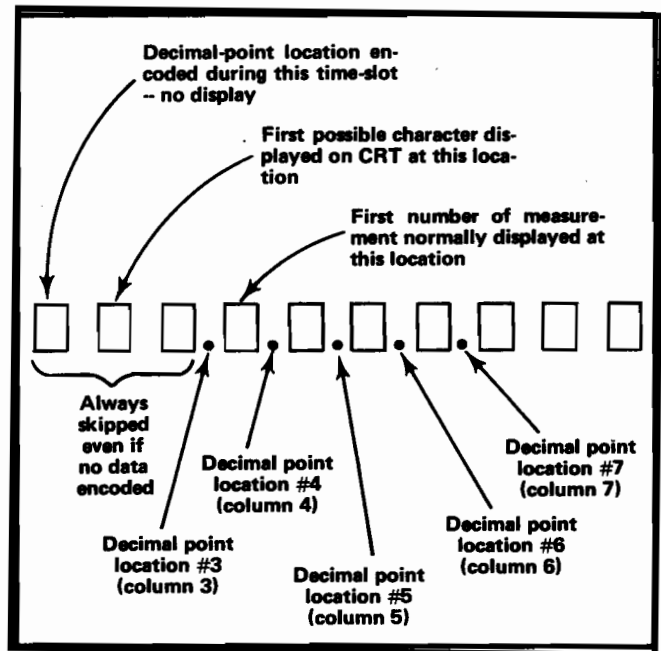 Decimal-point location en-
coded during this time-slot
-- no display
First possible character dis-
played on CRT at this loca-
tion
First number of measure-
ment normally displayed at
this location
Always
skipped
even if
no data
encoded
Decimal point
location #3
(column 3)
Decimal point
location #4
(column 4)
Decimal point
location #5
(column 5)
Decimal point
location #6
(column 6)
Decimal point
location #7
(column 7)